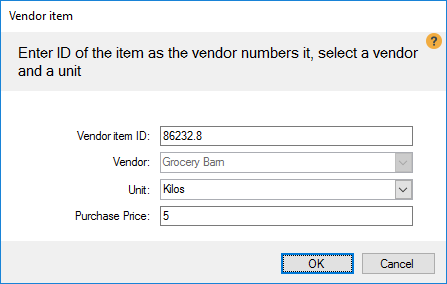 Vendor item
Enter ID of the item as the vendor numbers it, select a vendor
and a unit
?
Vendor item ID: 86232.8
Vendor: Grocery Barn
Unit: Kilos
Purchase Price: 5
OK Cancel